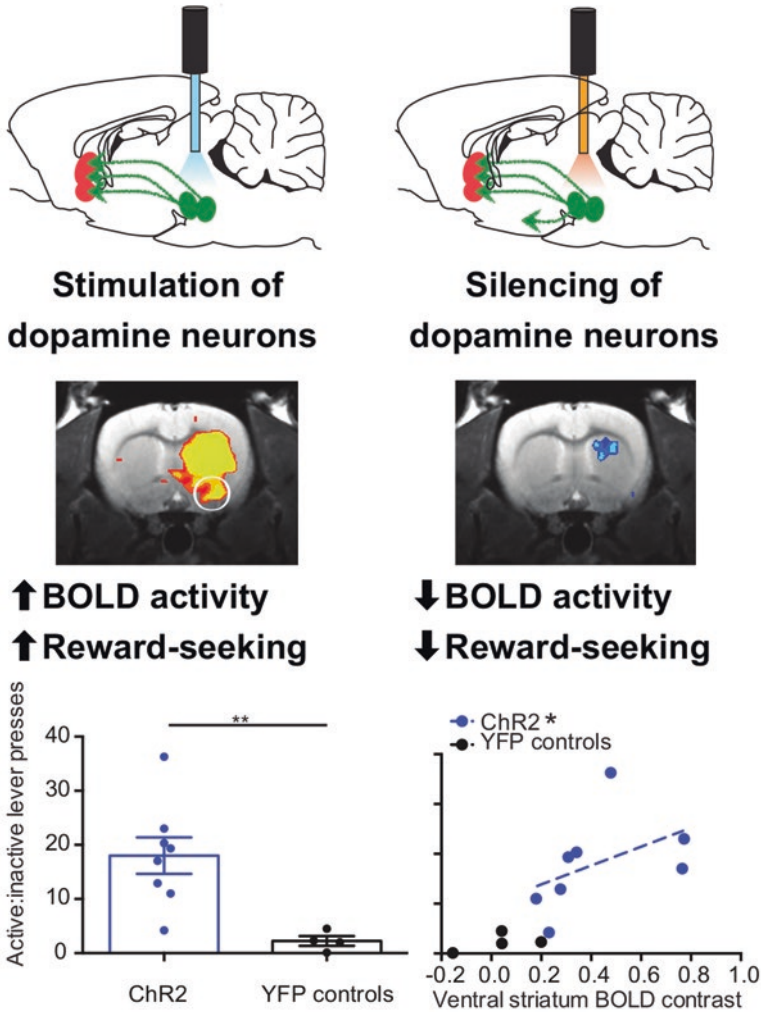 Stimulation of
dopamine neurons
Silencing of
dopamine neurons
BOLD activity
Reward-seeking
BOLD activity
Reward-seeking
Active:inactive lever presses
40
30
20
10
0
**
ChR2
YFP controls
ChR2 *
YFP controls
-0.2 0.0 0.2 0.4 0.6 0.8 1.0
Ventral striatum BOLD contrast